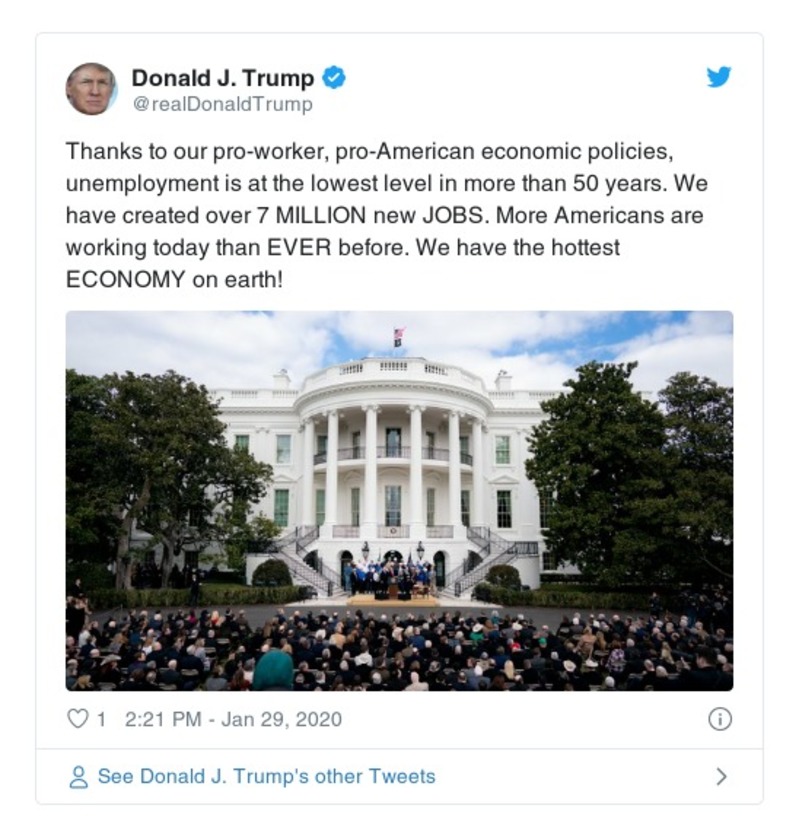 Donald J. Trump
@realDonaldTrump
Thanks to our pro-worker, pro-American economic policies,
unemployment is at the lowest level in more than 50 years. We
have created over 7 MILLION new JOBS. More Americans are
working today than EVER before. We have the hottest
ECONOMY on earth!
1 2:21 PM - Jan 29, 2020
See Donald J. Trump's other Tweets